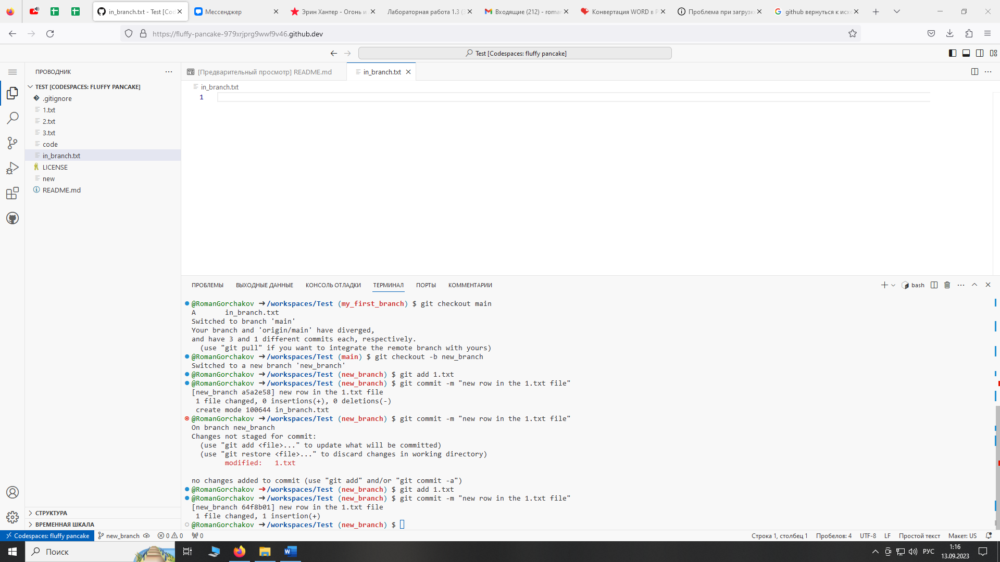 in_branch.txt - Test [Cod
Мессенджер
Эрин Хантер - Огонь и
Лабораторная работа 1.3 (
Входящие (212) - roman
Конвертация WORD в P
Проблема при загрузке
github вернуться к исхо
https://fluffy-pancake-979xrjprg9wwf9v46.github.dev
Test [Codespaces: fluffy pancake]
ПРОВОДНИК
[Предварительный просмотр] README.md
in_branch.txt
TEST [CODESPACES: FLUFFY PANCAKE]
in_branch.txt
.gitignore
1
1.txt
2.txt
3.txt
code
in_branch.txt
LICENSE
new
README.md
ПРОБЛЕМЫ
ВЫХОДНЫЕ ДАННЫЕ
КОНСОЛЬ ОТЛАДКИ
ТЕРМИНАЛ
ПОРТЫ
КОММЕНТАРИИ
bash
@RomanGorchakov ➜/workspaces/Test (my_first_branch) $ git checkout main
A       in_branch.txt
Switched to branch 'main'
Your branch and 'origin/main' have diverged,
and have 3 and 1 different commits each, respectively.
  (use "git pull" if you want to integrate the remote branch with yours)
@RomanGorchakov ➜/workspaces/Test (main) $ git checkout -b new_branch
Switched to a new branch 'new_branch'
@RomanGorchakov ➜/workspaces/Test (new_branch) $ git add 1.txt
@RomanGorchakov ➜/workspaces/Test (new_branch) $ git commit -m "new row in the 1.txt file"
[new_branch a5a2e58] new row in the 1.txt file
 1 file changed, 0 insertions(+), 0 deletions(-)
 create mode 100644 in_branch.txt
@RomanGorchakov ➜/workspaces/Test (new_branch) $ git commit -m "new row in the 1.txt file"
On branch new_branch
Changes not staged for commit:
  (use "git add <file>..." to update what will be committed)
  (use "git restore <file>..." to discard changes in working directory)
        modified:   1.txt
no changes added to commit (use "git add" and/or "git commit -a")
@RomanGorchakov ➜/workspaces/Test (new_branch) $ git add 1.txt
@RomanGorchakov ➜/workspaces/Test (new_branch) $ git commit -m "new row in the 1.txt file"
[new_branch 64f8b01] new row in the 1.txt file
 1 file changed, 1 insertion(+)
@RomanGorchakov ➜/workspaces/Test (new_branch) $
СТРУКТУРА
ВРЕМЕННАЯ ШКАЛА
Codespaces: fluffy pancake
new_branch
0
0
0
Строка 1, столбец 1
Пробелов: 4
UTF-8
LF
Простой текст
Макет: US
Поиск
РУС
1:16
13.09.2023